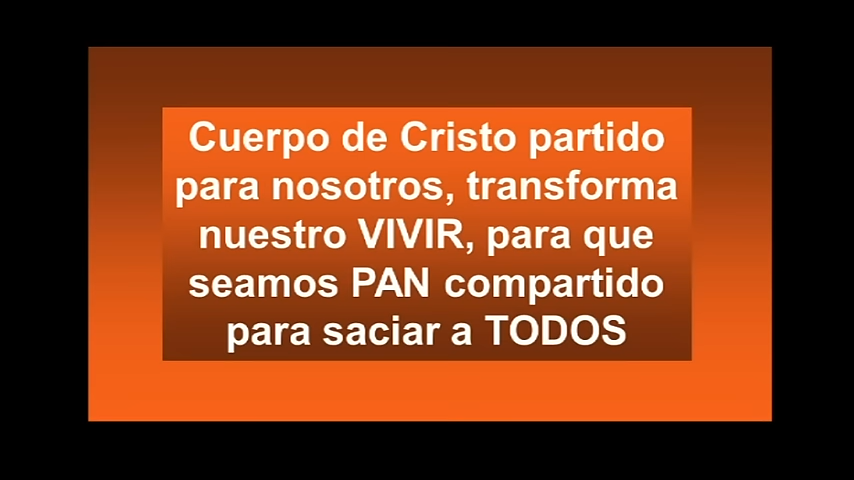 Cuerpo de Cristo partido
para nosotros, transforma
nuestro VIVIR, para que
seamos PAN compartido
para saciar a TODOS